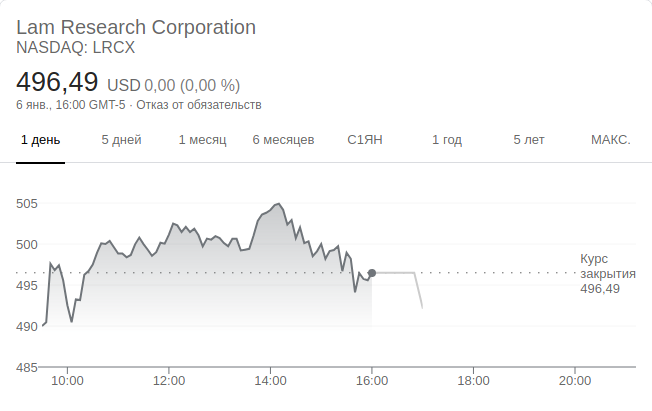 Lam Research Corporation
NASDAQ: LRCX
496,49 USD 0,00 (0,00 %)
6 янв., 16:00 GMT-5 · Отказ от обязательств
1 день 5 дней 1 месяц 6 месяцев С1ЯН 1 год 5 лет МАКС.
505
500
495
490
485
Курс
закрытия
496,49
10:00 12:00 14:00 16:00 18:00 20:00